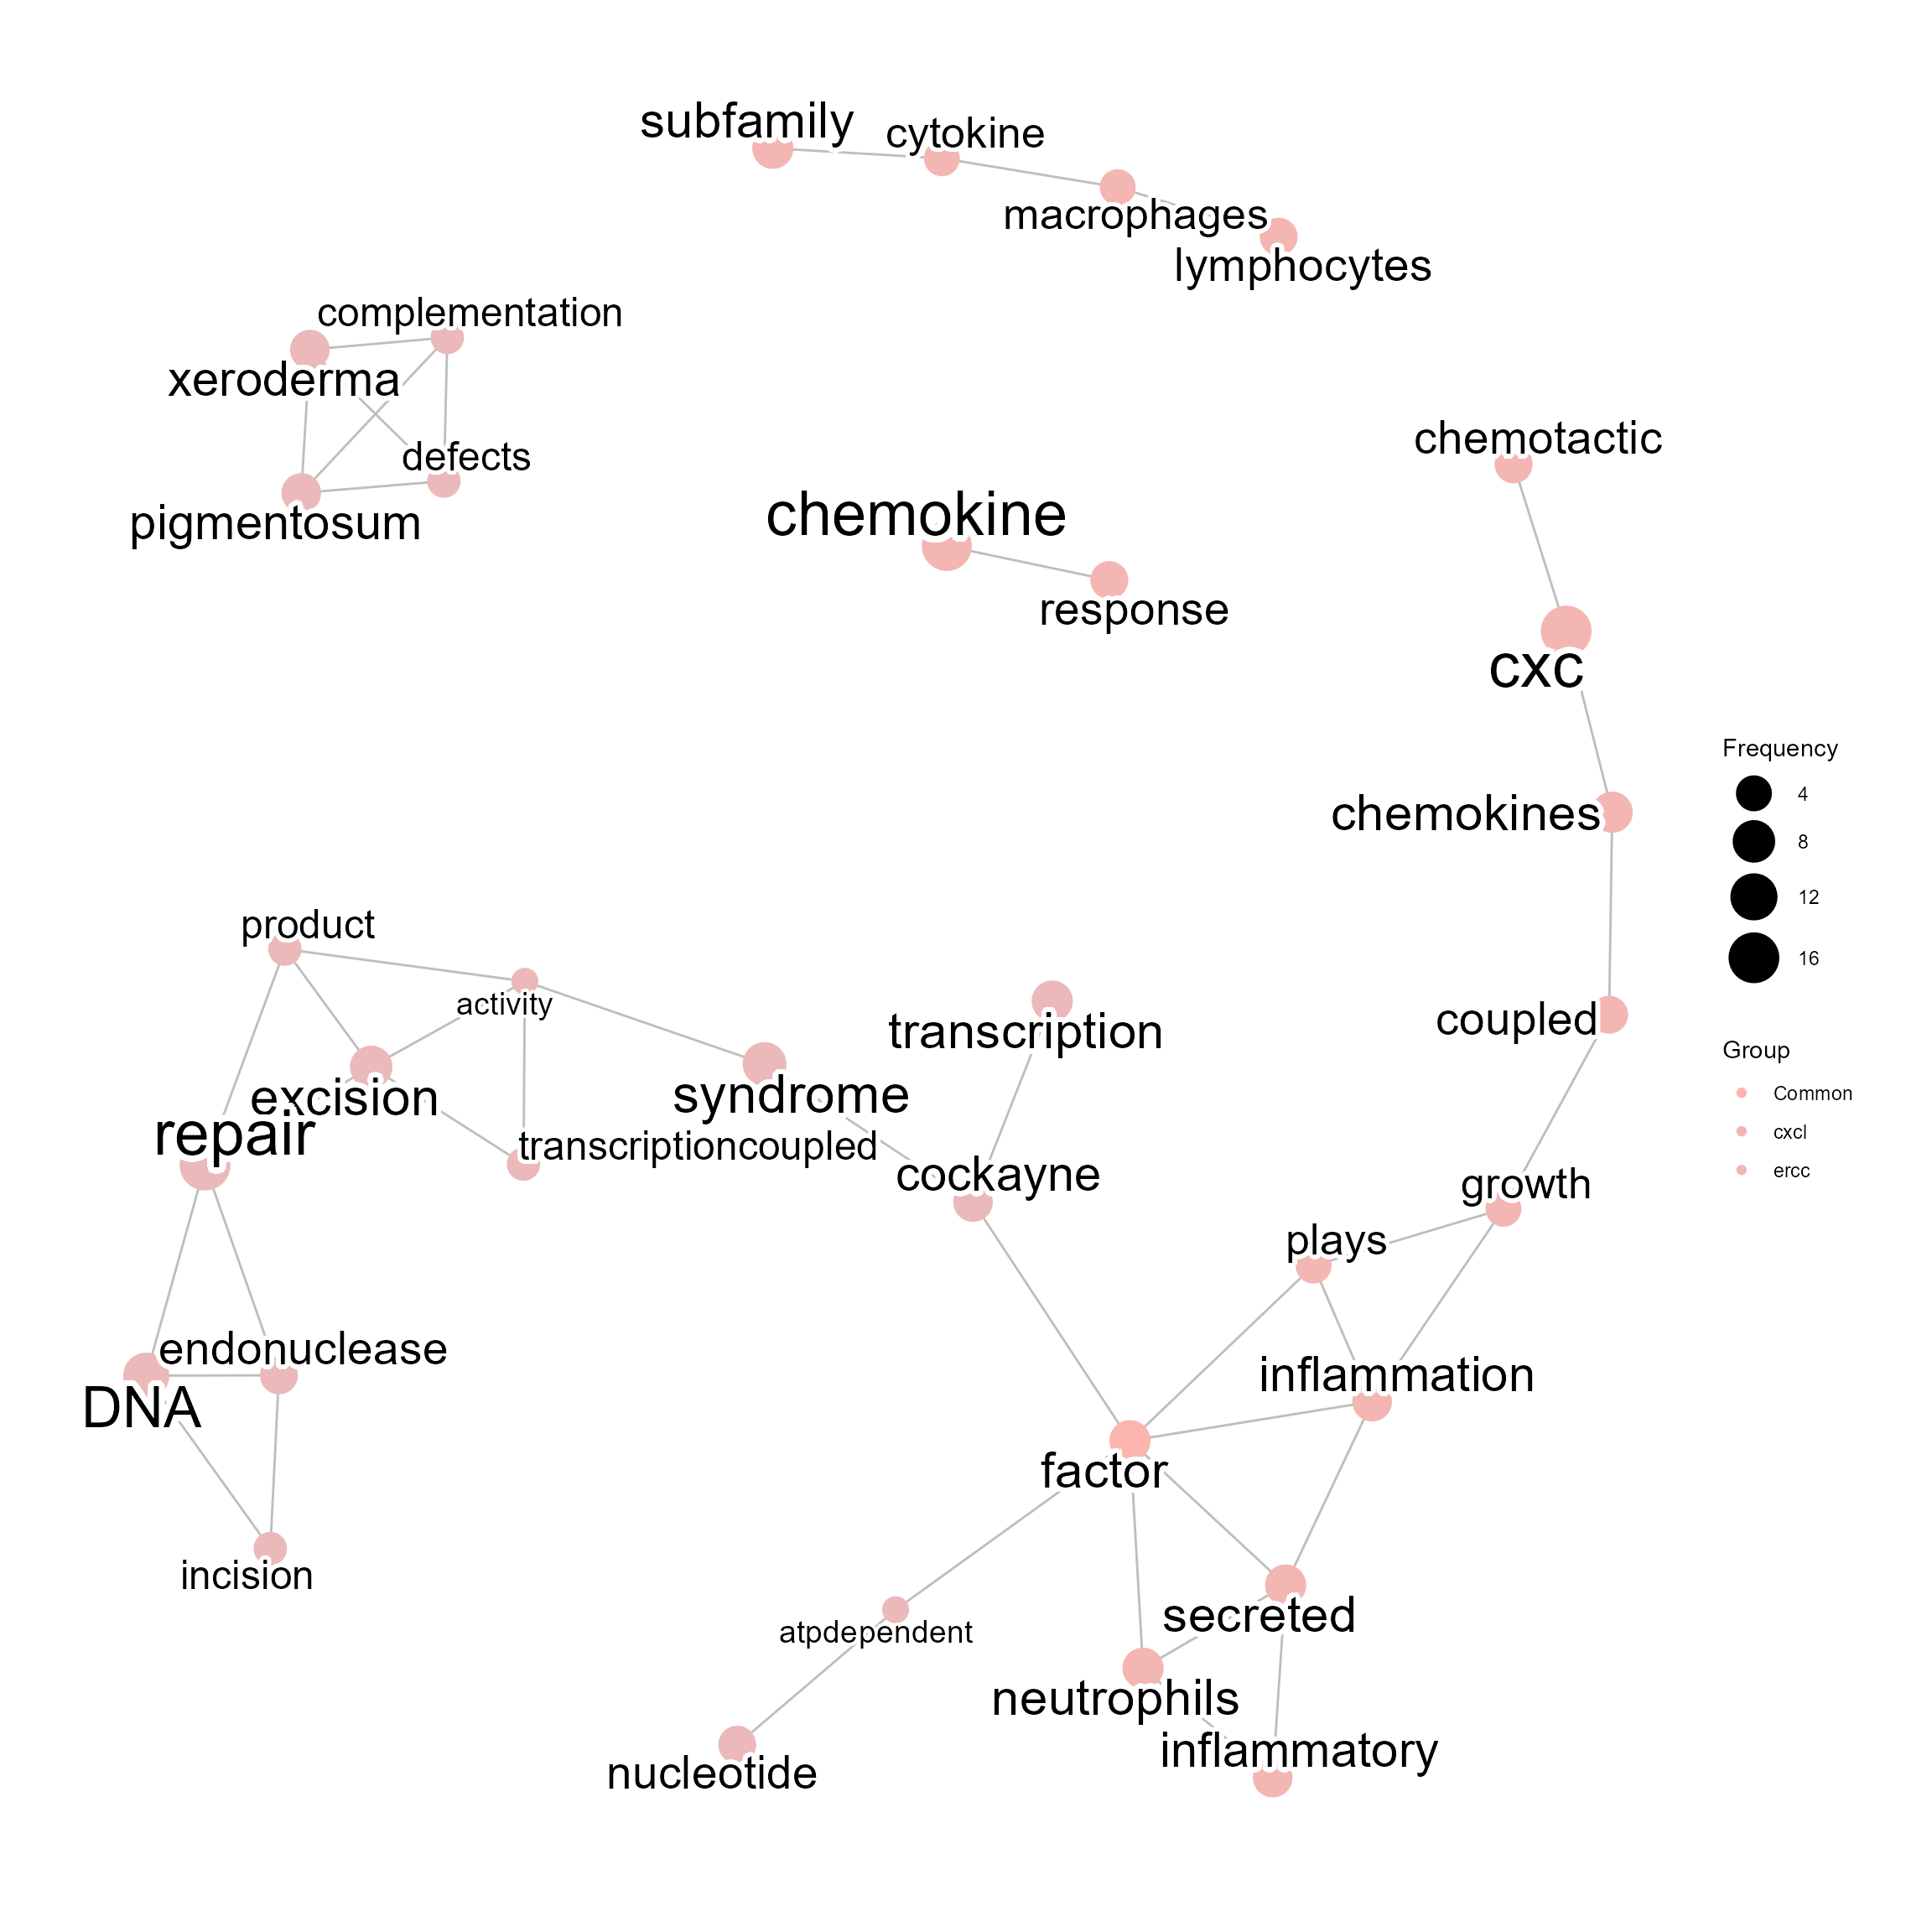 subfamily
cytokine
macrophages
lymphocytes
complementation
xeroderma
defects
pigmentosum
chemotactic
chemokine
response
cxc
chemokines
Frequency
4
8
12
16
product
activity
transcription
coupled
excision
syndrome
repair
transcriptioncoupled
cockayne
Group
Common
cxcl
ercc
growth
plays
endonuclease
DNA
inflammation
factor
incision
atpdependent
secreted
neutrophils
inflammatory
nucleotide